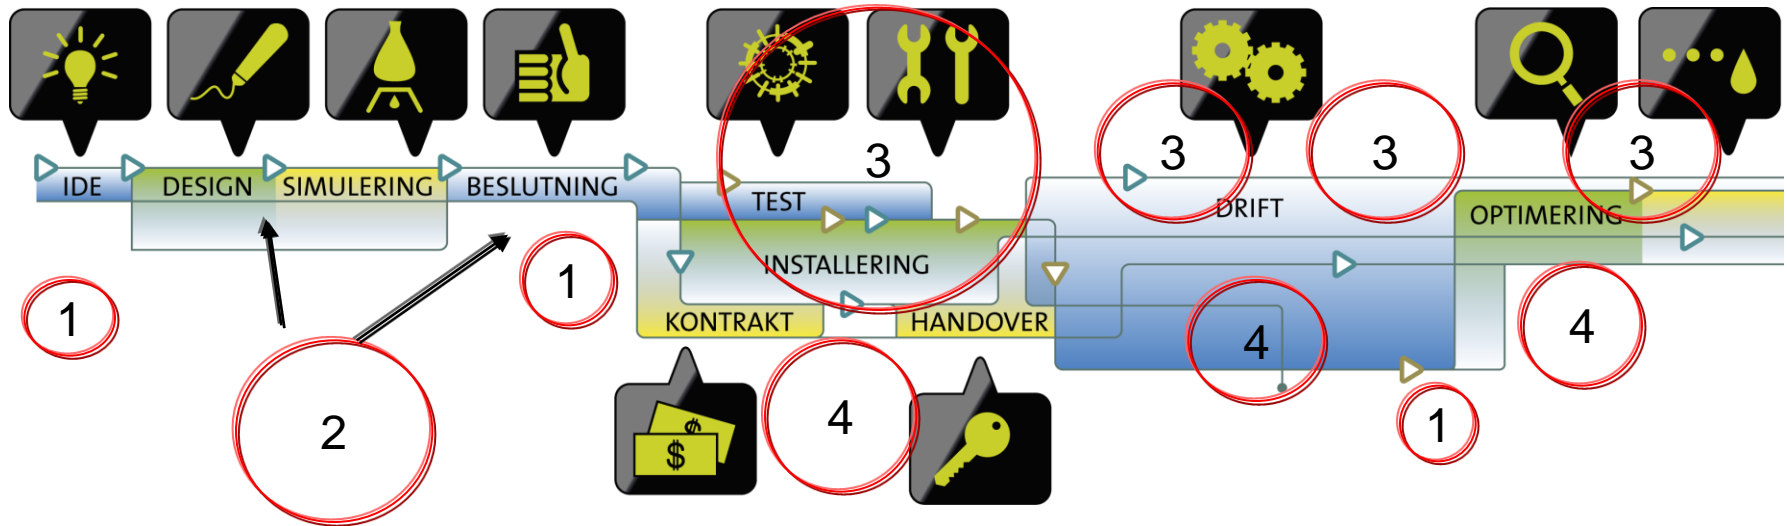 IDE
DESIGN
SIMULERING
BESLUTNING
TEST
INSTALLERING
KONTRAKT
HANDOVER
DRIFT
OPTIMERING
1
2
1
3
4
3
3
4
1
3
4
$
$